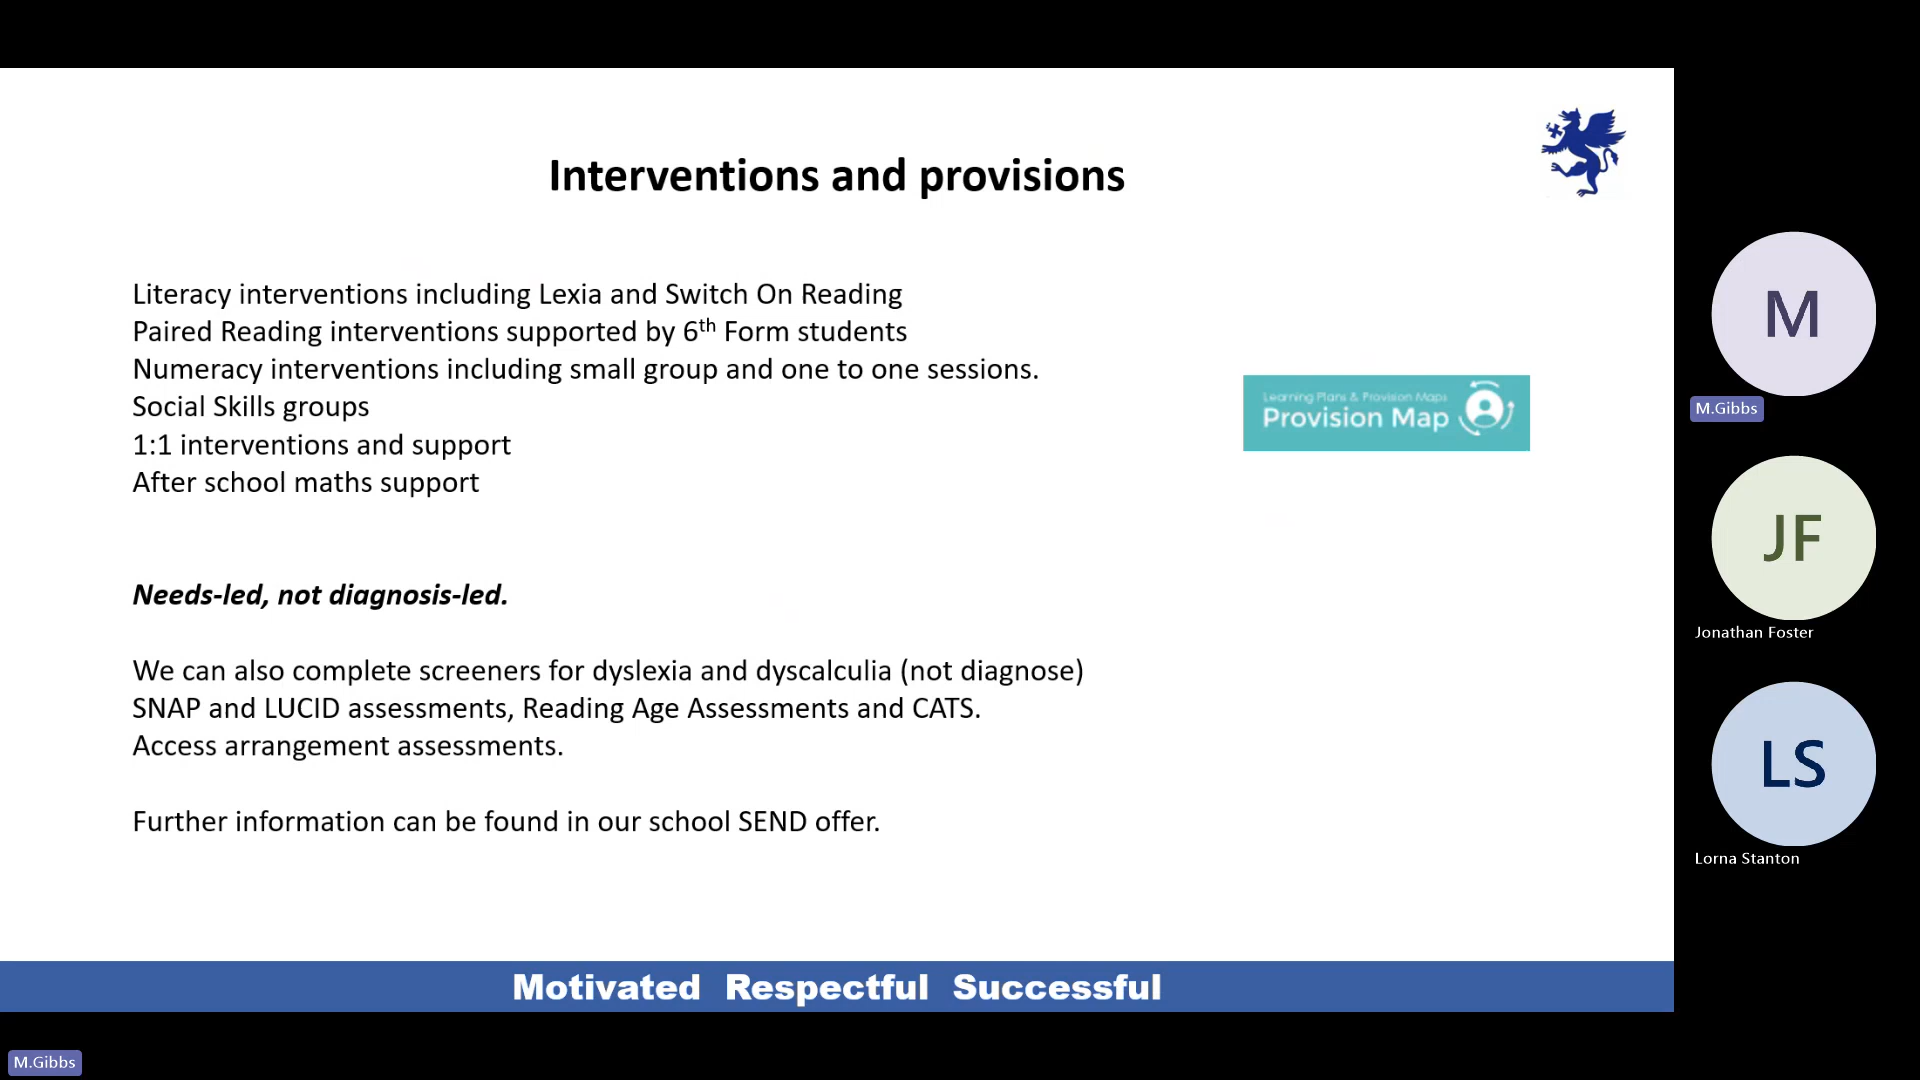 Interventions and provisions
Literacy interventions including Lexia and Switch On Reading
Paired Reading interventions supported by 6th Form students
Numeracy interventions including small group and one to one sessions.
Social Skills groups
1:1 interventions and support
After school maths support
Learning Plans & Provision Maps
Provision Map
Needs-led, not diagnosis-led.
We can also complete screeners for dyslexia and dyscalculia (not diagnose)
SNAP and LUCID assessments, Reading Age Assessments and CATS.
Access arrangement assessments.
Further information can be found in our school SEND offer.
Motivated Respectful Successful
M
M.Gibbs
JF
Jonathan Foster
LS
Lorna Stanton
M.Gibbs